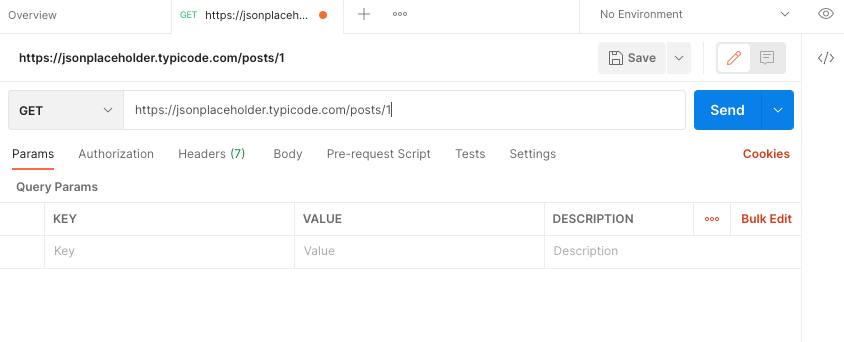 Overview
GET https://jsonplaceh...
No Environment
https://jsonplaceholder.typicode.com/posts/1
Save
GET
https://jsonplaceholder.typicode.com/posts/1
Send
Params Authorization Headers (7) Body Pre-request Script Tests Settings Cookies
Query Params
KEY VALUE DESCRIPTION Bulk Edit
Key Value Description